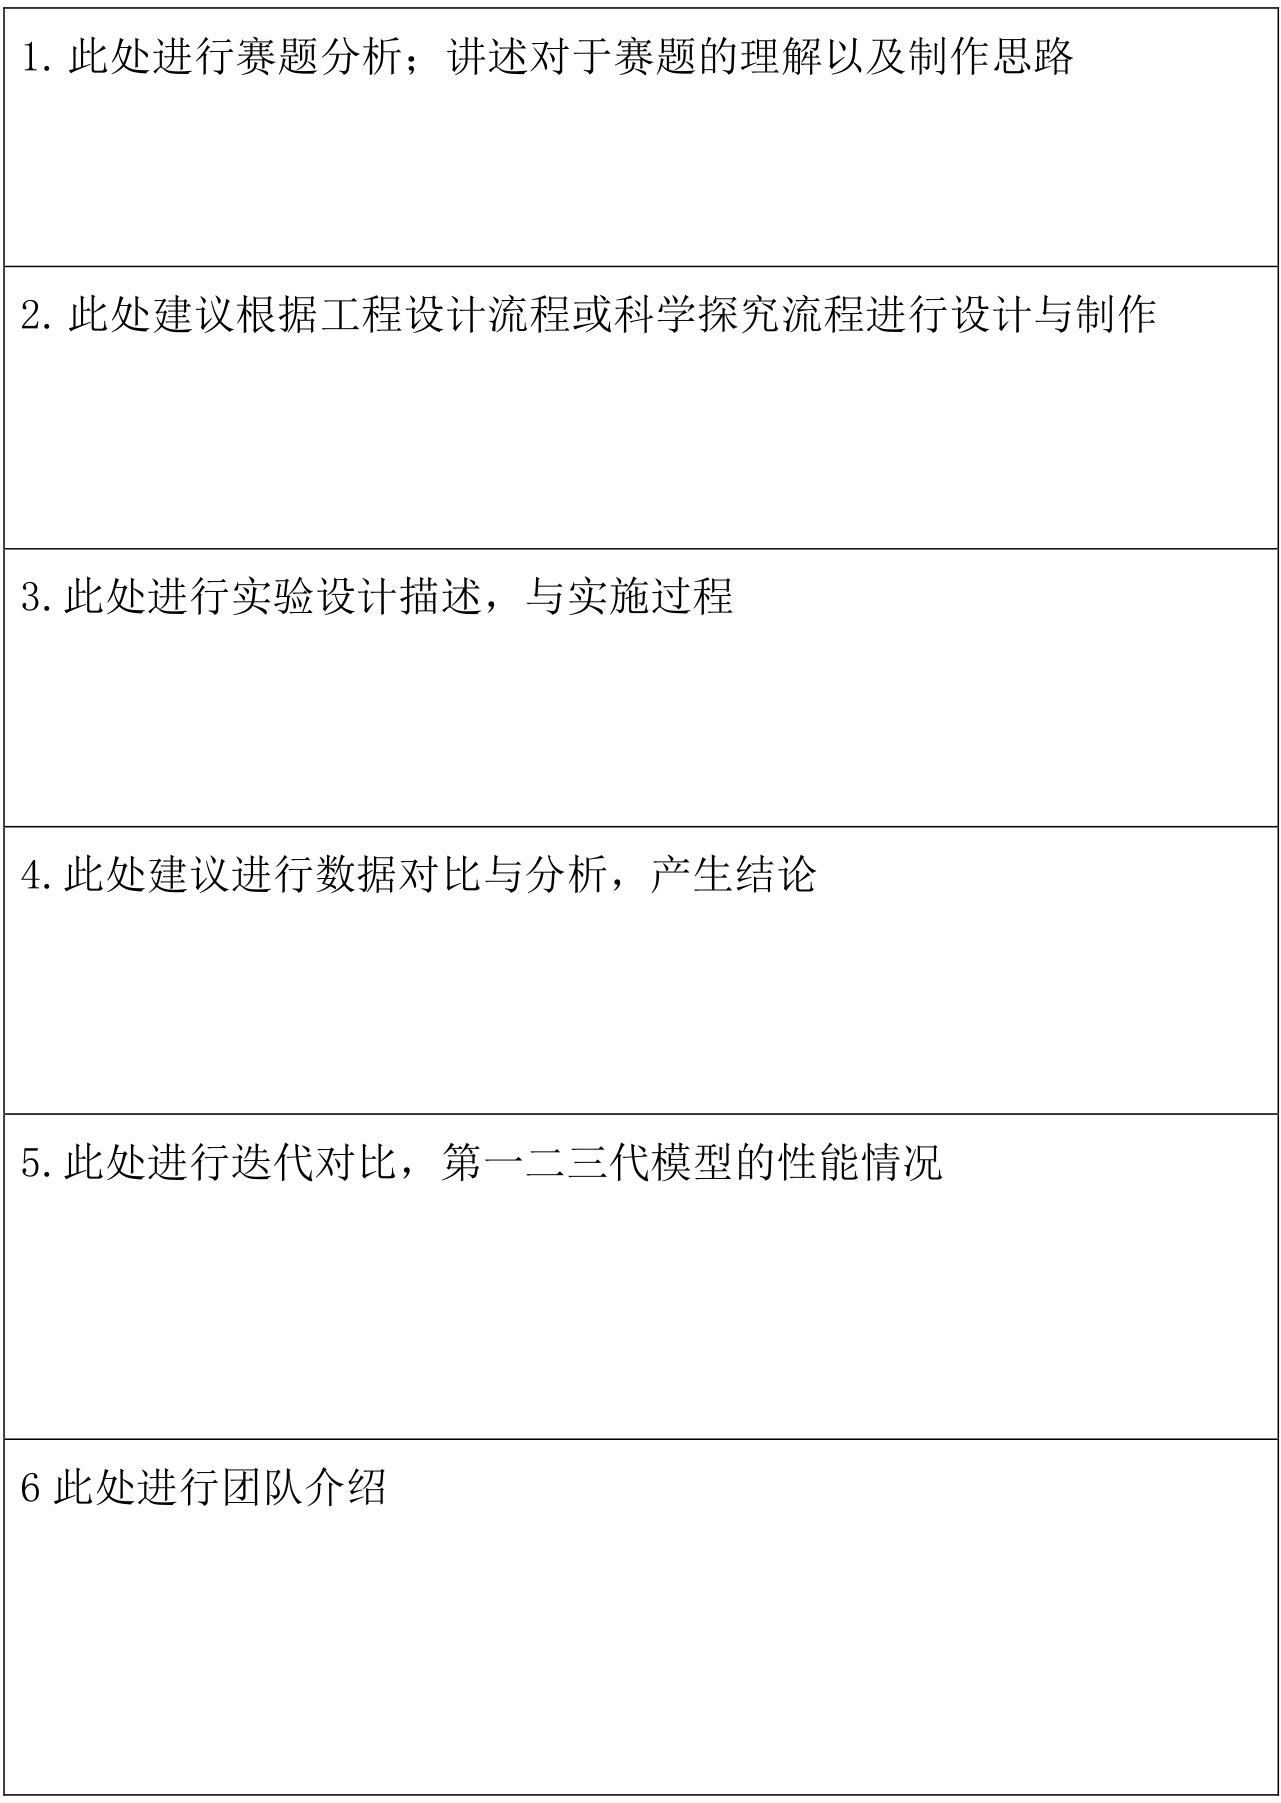 1. 此处进行赛题分析；讲述对于赛题的理解以及制作思路
2. 此处建议根据工程设计流程或科学探究流程进行设计与制作
3.此处进行实验设计描述，与实施过程
4.此处建议进行数据对比与分析，产生结论
5.此处进行迭代对比，第一二三代模型的性能情况
6 此处进行团队介绍